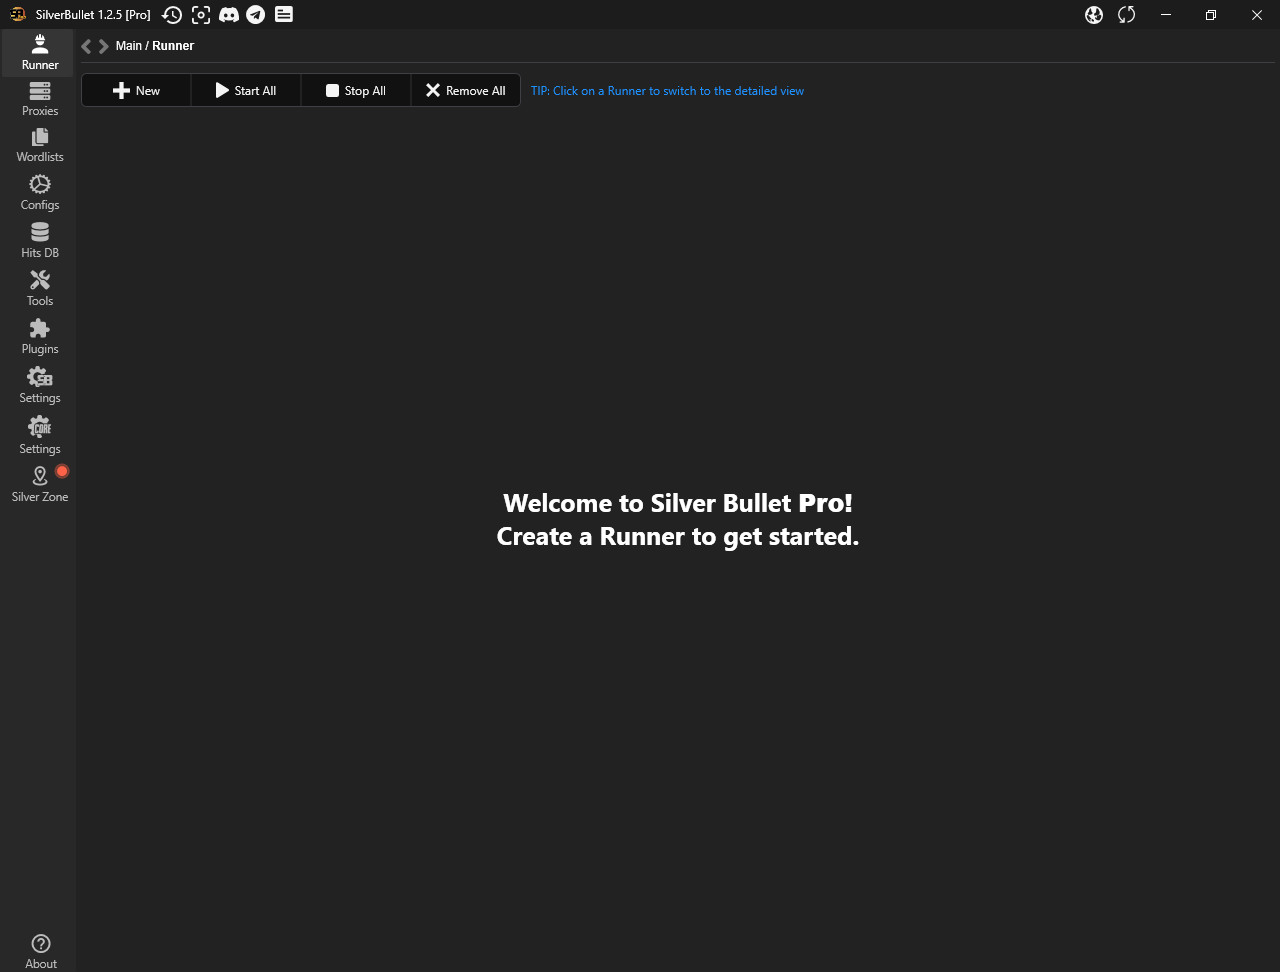 SilverBullet 1.2.5 [Pro]
Main / Runner
New
Start All
Stop All
Remove All
TIP: Click on a Runner to switch to the detailed view
Runner
Proxies
Wordlists
Configs
Hits DB
Tools
Plugins
SB
Settings
CORE
Settings
Silver Zone
Welcome to Silver Bullet Pro!
Create a Runner to get started.
About